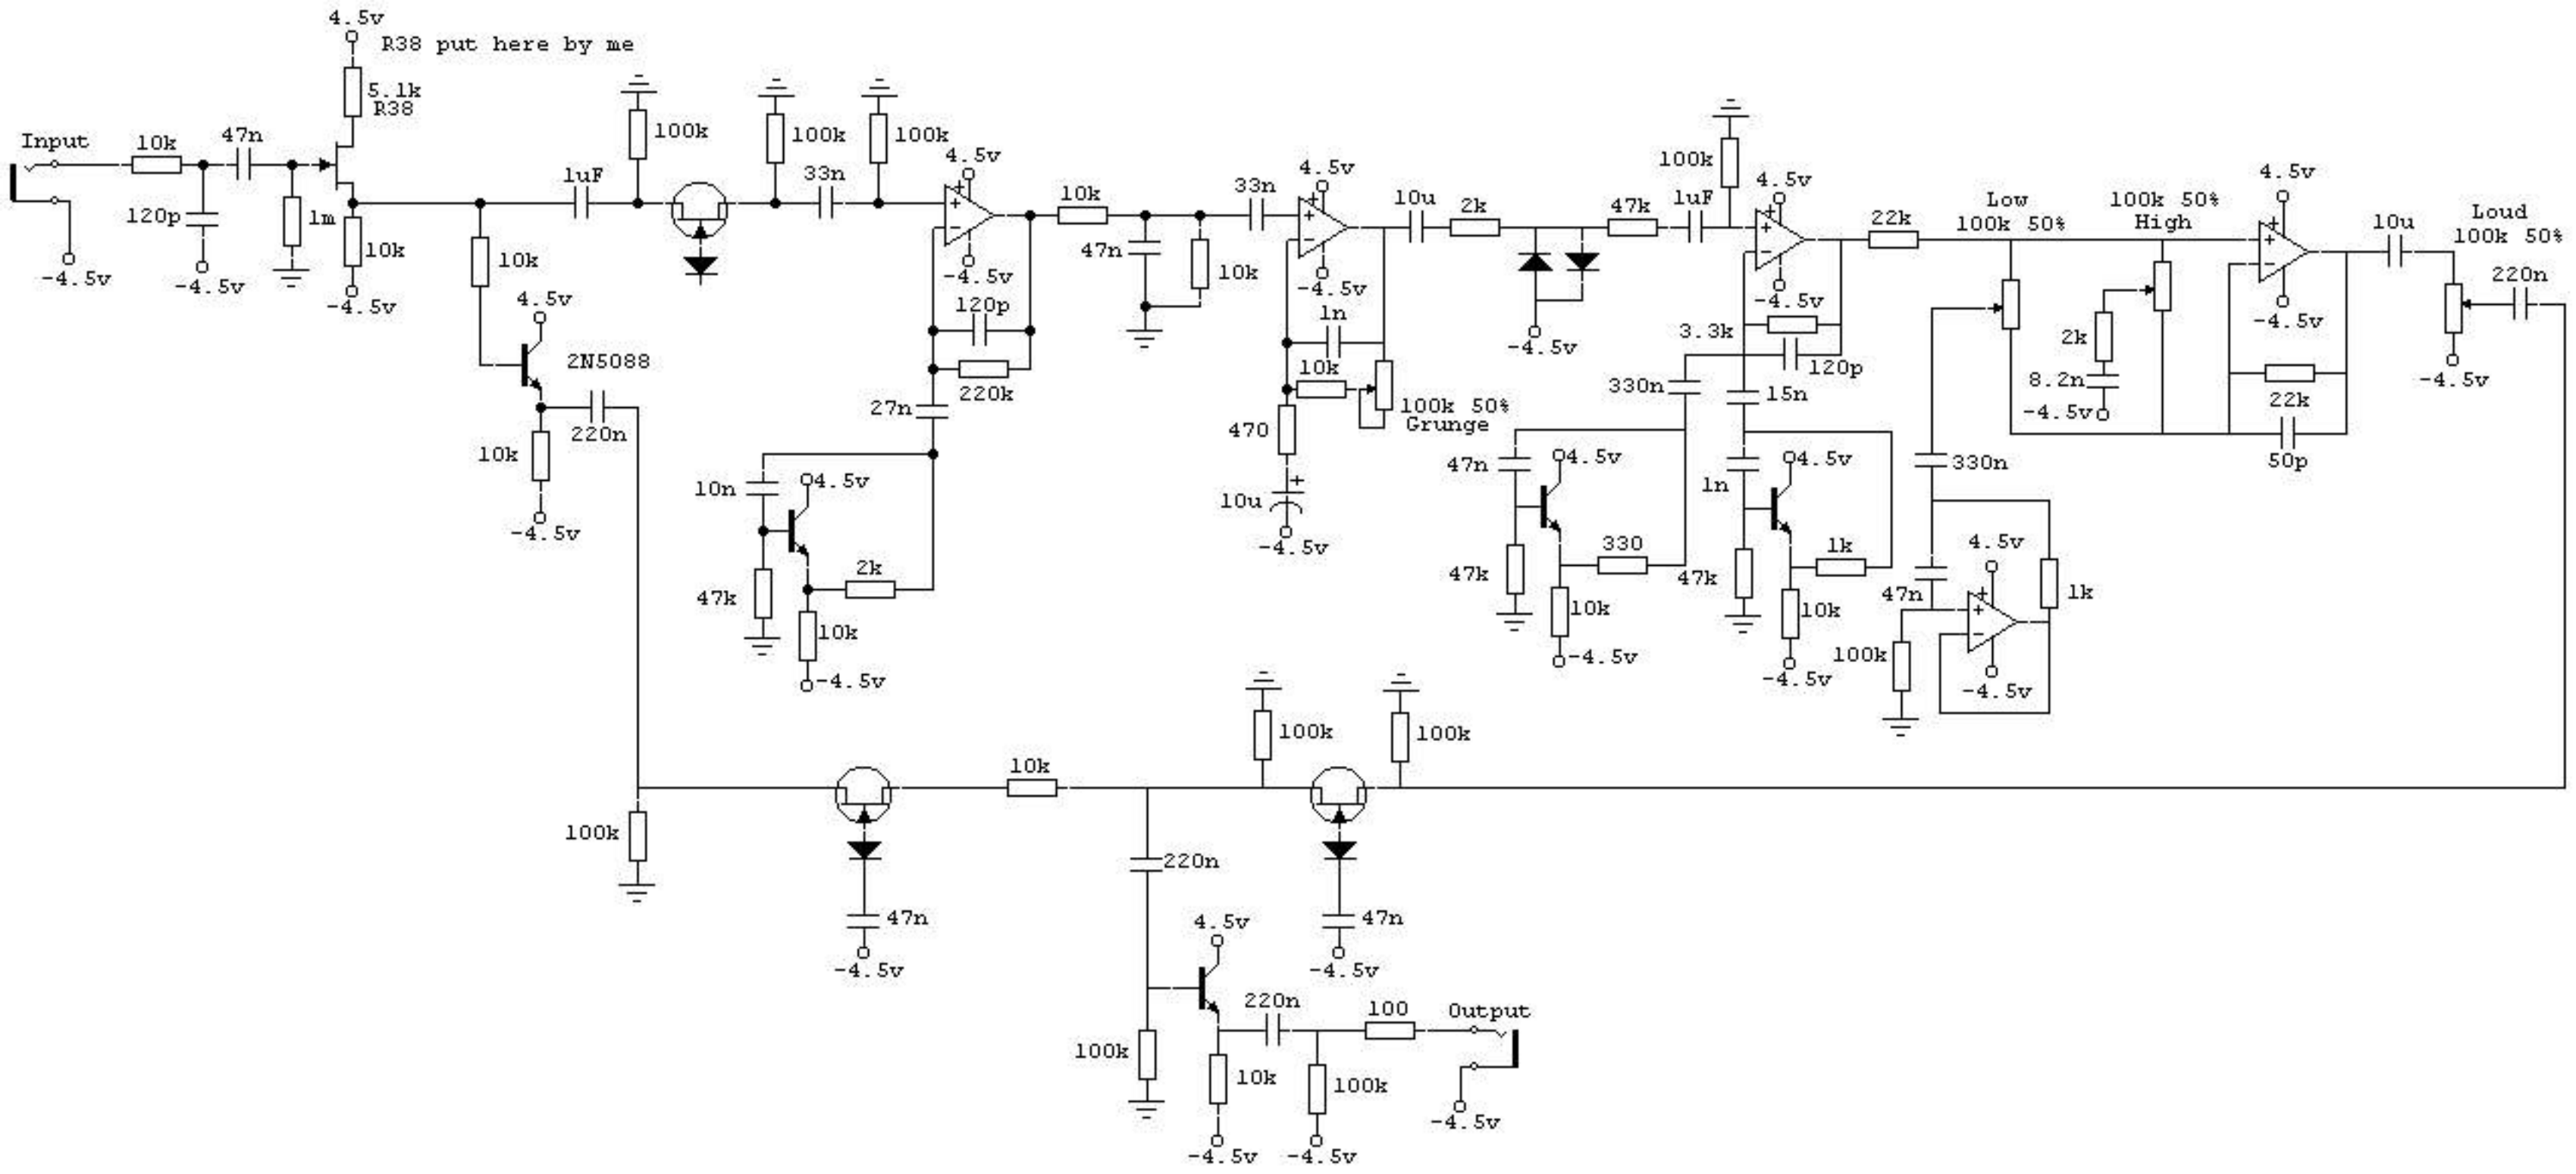 4.5v
R38 put here by me
5.1k
R38
Input
10k
47n
120p
1m
10k
-4.5v
-4.5v
-4.5v
1uF
100k
100k
100k
33n
4.5v
-4.5v
10k
4.5v
2N5088
220n
10k
-4.5v
120p
220k
27n
10n
4.5v
2k
47k
10k
-4.5v
10k
47n
10k
33n
4.5v
-4.5v
1n
10k
100k 50%
Grunge
470
+
10u
-4.5v
10u
2k
-4.5v
47k
1uF
100k
4.5v
-4.5v
3.3k
120p
330n
15n
47n
4.5v
330
47k
10k
-4.5v
1n
4.5v
1k
47k
10k
-4.5v
22k
Low
100k 50%
100k 50%
High
2k
8.2n
-4.5v
330n
47n
4.5v
-4.5v
1k
100k
4.5v
-4.5v
22k
50p
10u
Loud
100k 50%
220n
-4.5v
100k
10k
100k
100k
47n
-4.5v
220n
47n
-4.5v
4.5v
100k
220n
100
Output
10k
100k
-4.5v
-4.5v
-4.5v